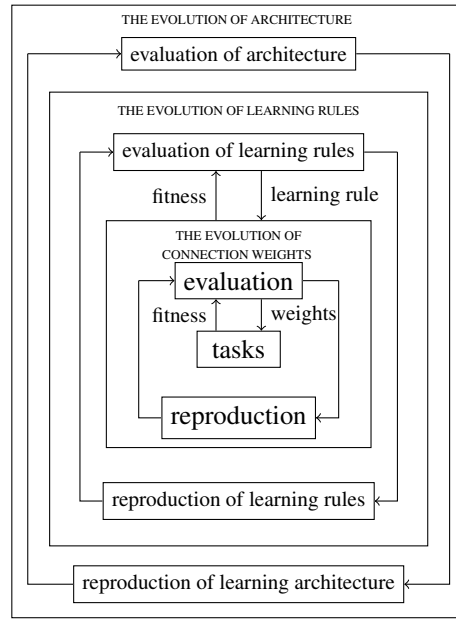 THE EVOLUTION OF ARCHITECTURE
evaluation of architecture
THE EVOLUTION OF LEARNING RULES
evaluation of learning rules
fitness
learning rule
THE EVOLUTION OF
CONNECTION WEIGHTS
evaluation
fitness
weights
tasks
reproduction
reproduction of learning rules
reproduction of learning architecture